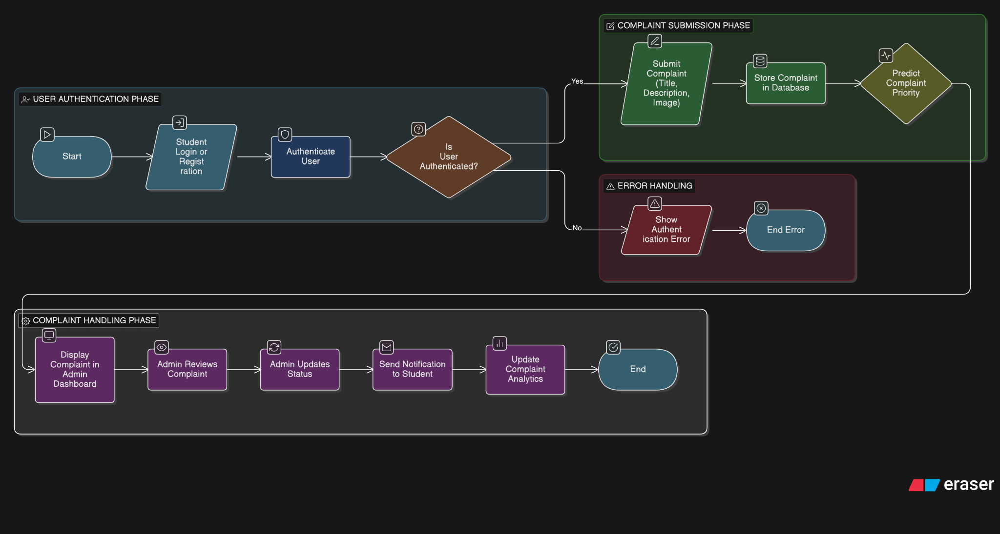 COMPLAINT SUBMISSION PHASE
Submit
Complaint
(Title,
Description,
Image)
Store Complaint
in Database
Predict
Complaint
Priority
Yes
USER AUTHENTICATION PHASE
Start
Student
Login or
Regist
ration
Authenticate
User
Is
User
Authenticated?
No
ERROR HANDLING
Show
Authent
ication Error
End Error
COMPLAINT HANDLING PHASE
Display
Complaint in
Admin
Dashboard
Admin Reviews
Complaint
Admin Updates
Status
Send Notification
to Student
Update
Complaint
Analytics
End
eraser